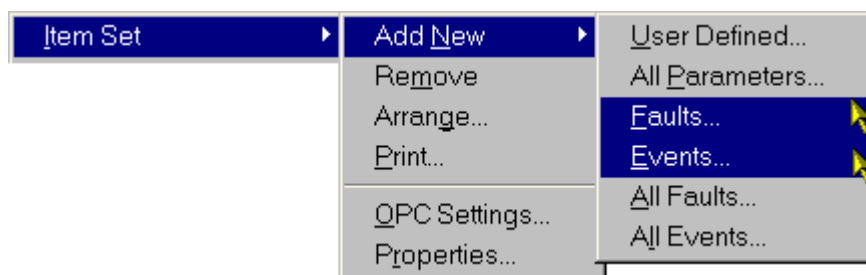 Item Set
Add New
Remove
Arrange...
Print...
OPC Settings...
Properties...
User Defined...
All Parameters...
Faults...
Events...
All Faults...
All Events...